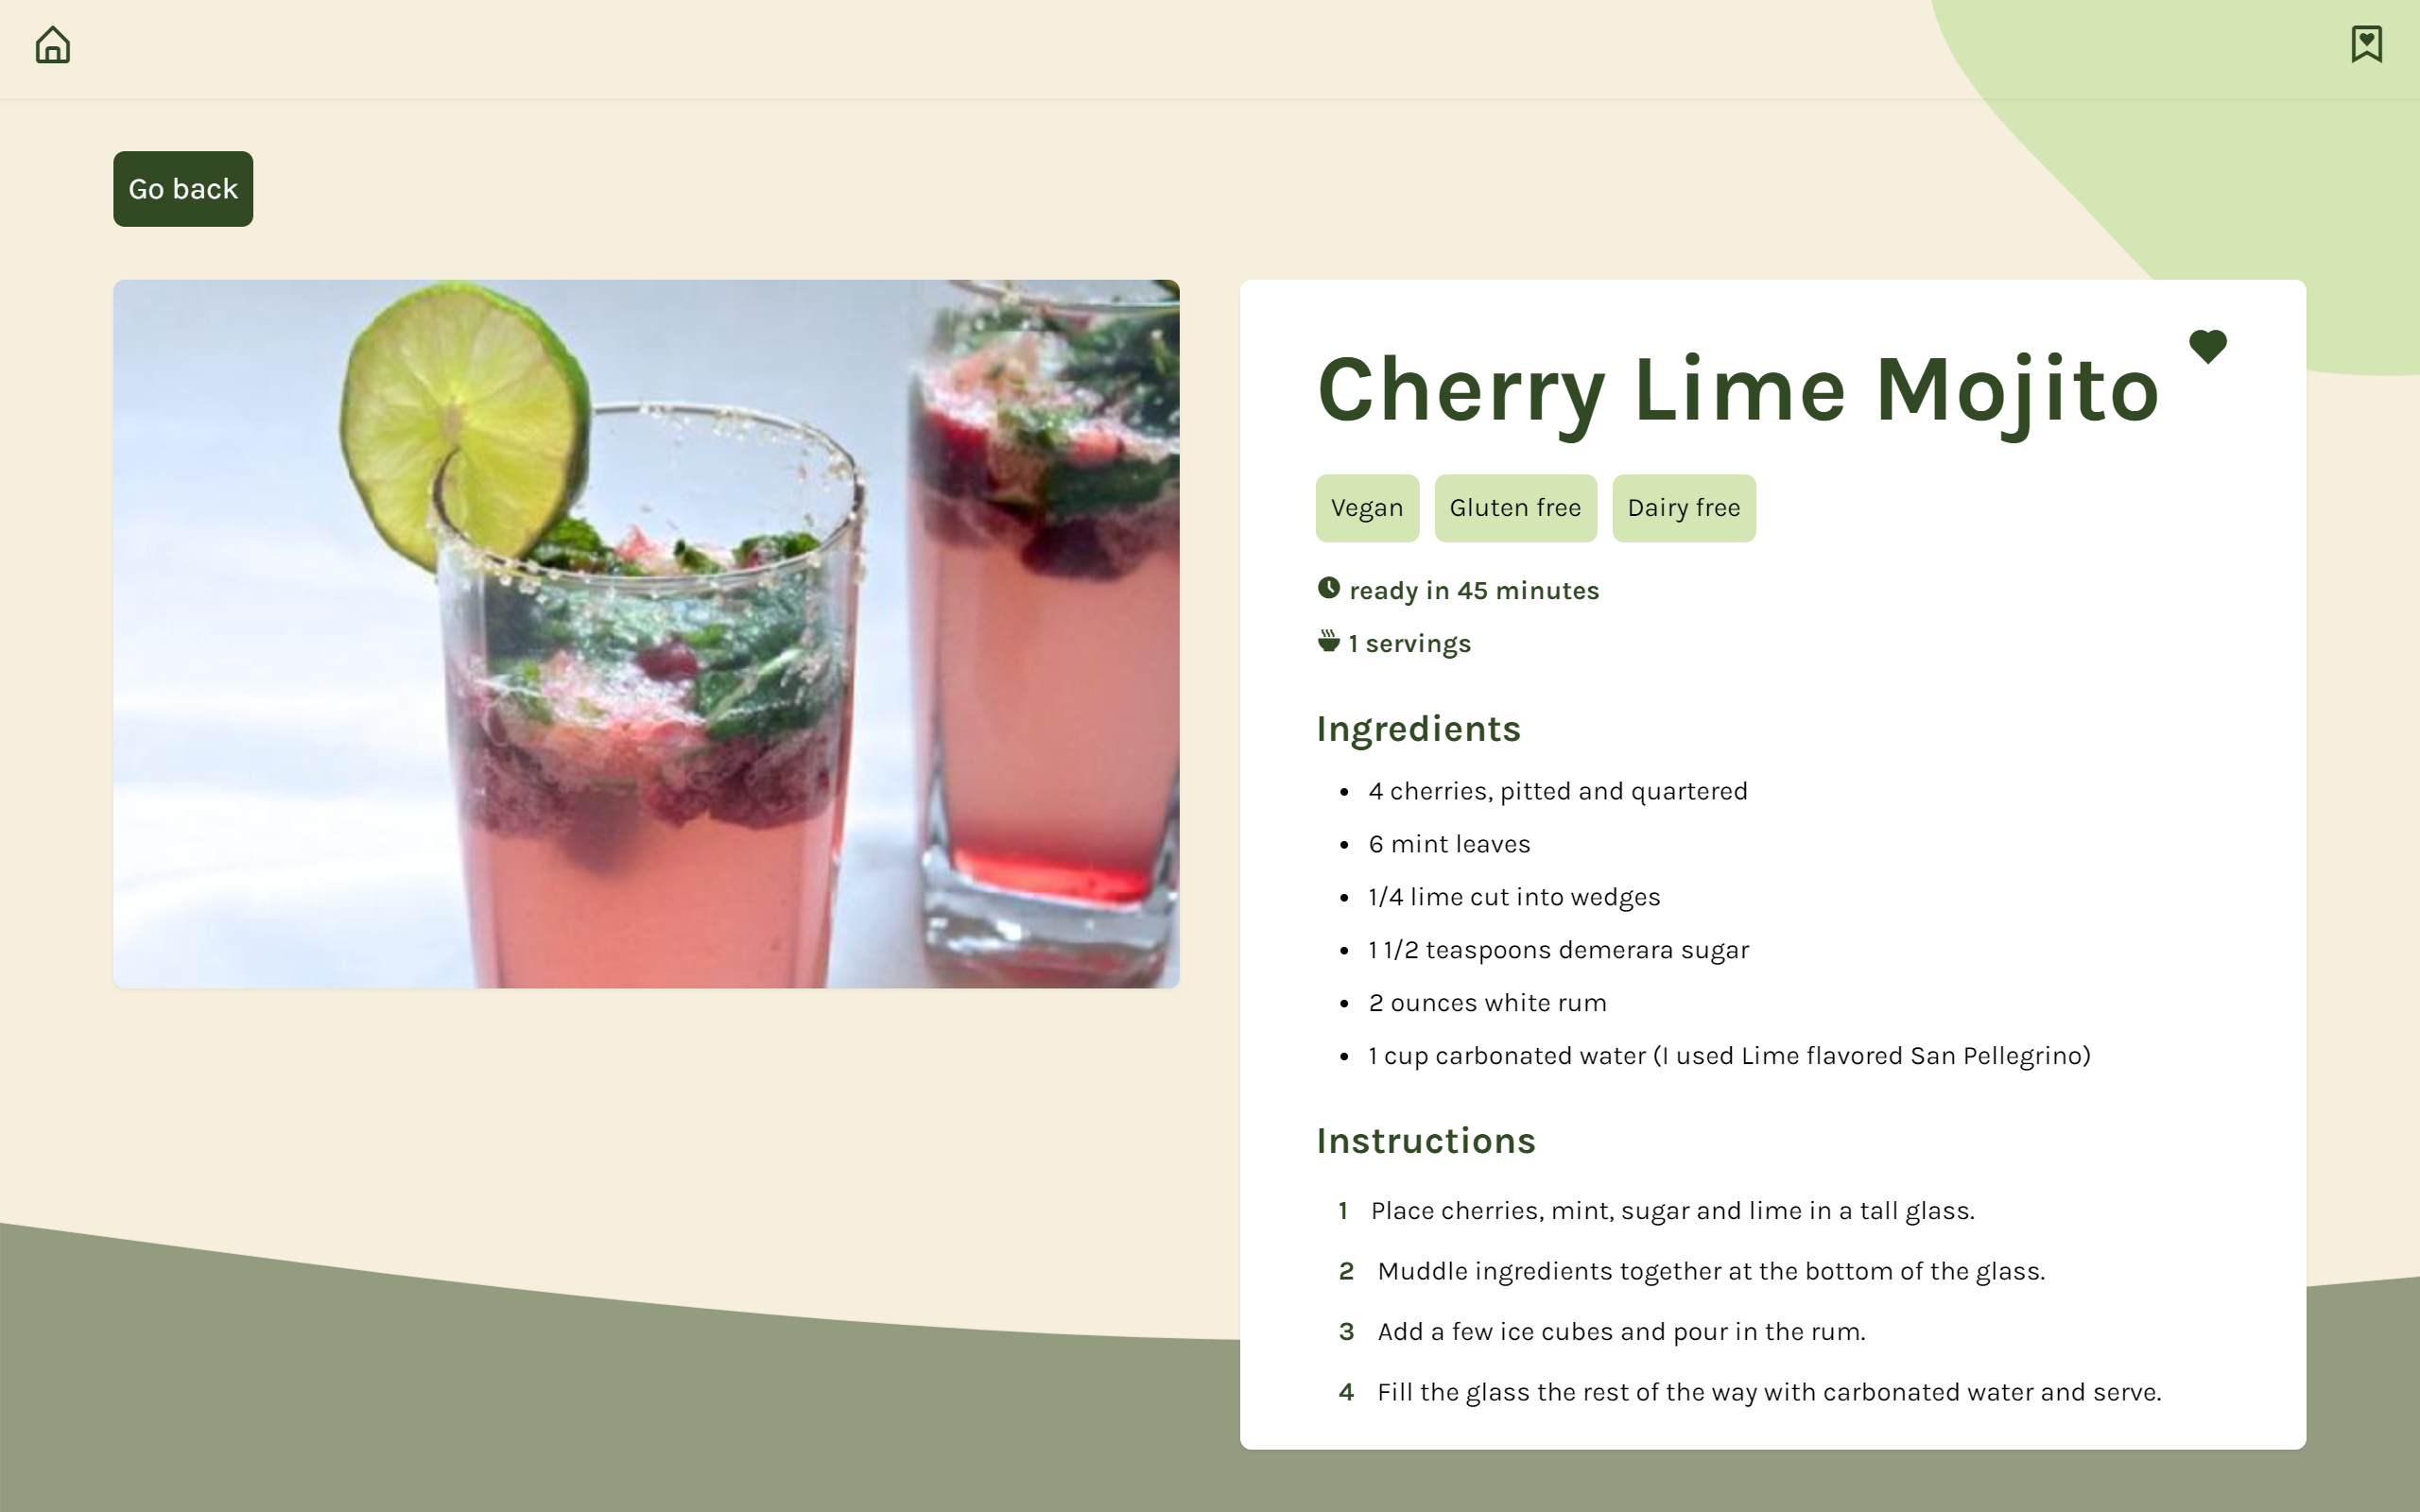 Go back
Cherry Lime Mojito
Vegan
Gluten free
Dairy free
ready in 45 minutes
1 servings
Ingredients
4 cherries, pitted and quartered
6 mint leaves
1/4 lime cut into wedges
1 1/2 teaspoons demerara sugar
2 ounces white rum
1 cup carbonated water (I used Lime flavored San Pellegrino)
Instructions
1 Place cherries, mint, sugar and lime in a tall glass.
2 Muddle ingredients together at the bottom of the glass.
3 Add a few ice cubes and pour in the rum.
4 Fill the glass the rest of the way with carbonated water and serve.